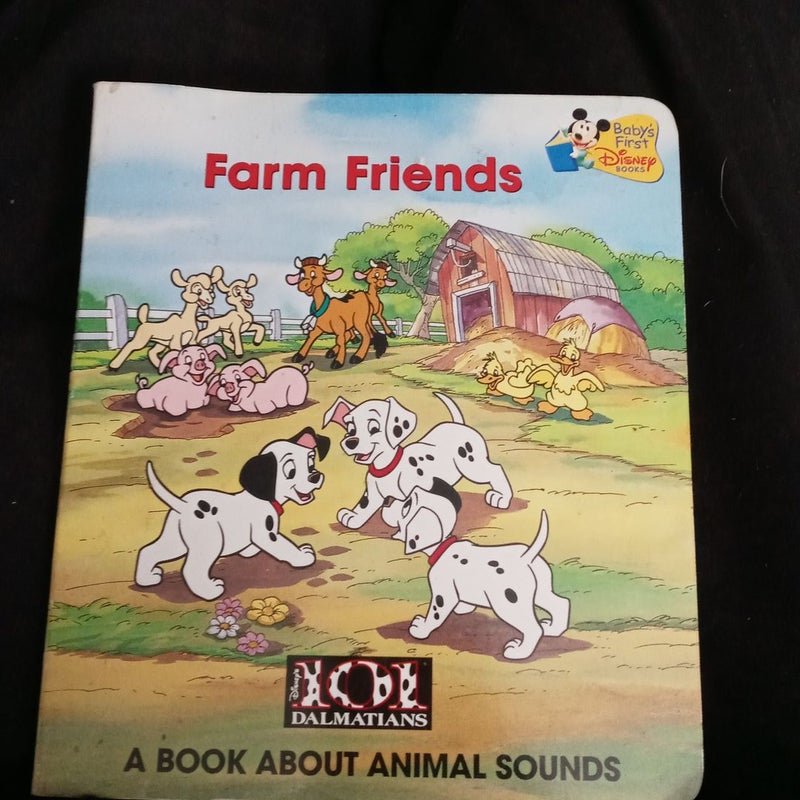 Baby's
First
Disney
BOOKS
Farm Friends
Disney's
101
DALMATIANS
A BOOK ABOUT ANIMAL SOUNDS